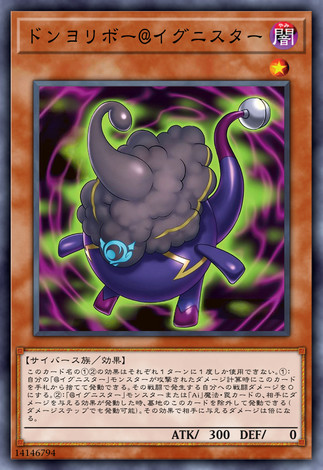 ドンヨリボー@イグニスター
闇
やみ
【サイバース族/効果】
このカード名の①②の効果はそれぞれ1ターンに1度しか使用できない。①:
自分の「@イグニスター」モンスターが攻撃されたダメージ計算時にこのカード
を手札から捨てて発動できる。その戦闘で発生する自分への戦闘ダメージを0
にする。②:「@イグニスター」モンスターまたは「Ai」魔法・罠カードの、相手にダ
メージを与える効果が発動した時、墓地のこのカードを除外して発動できる(
ダメージステップでも発動可能)。その効果で相手に与えるダメージは倍にな
る。
ATK/ 300 DEF/ 0
14146794